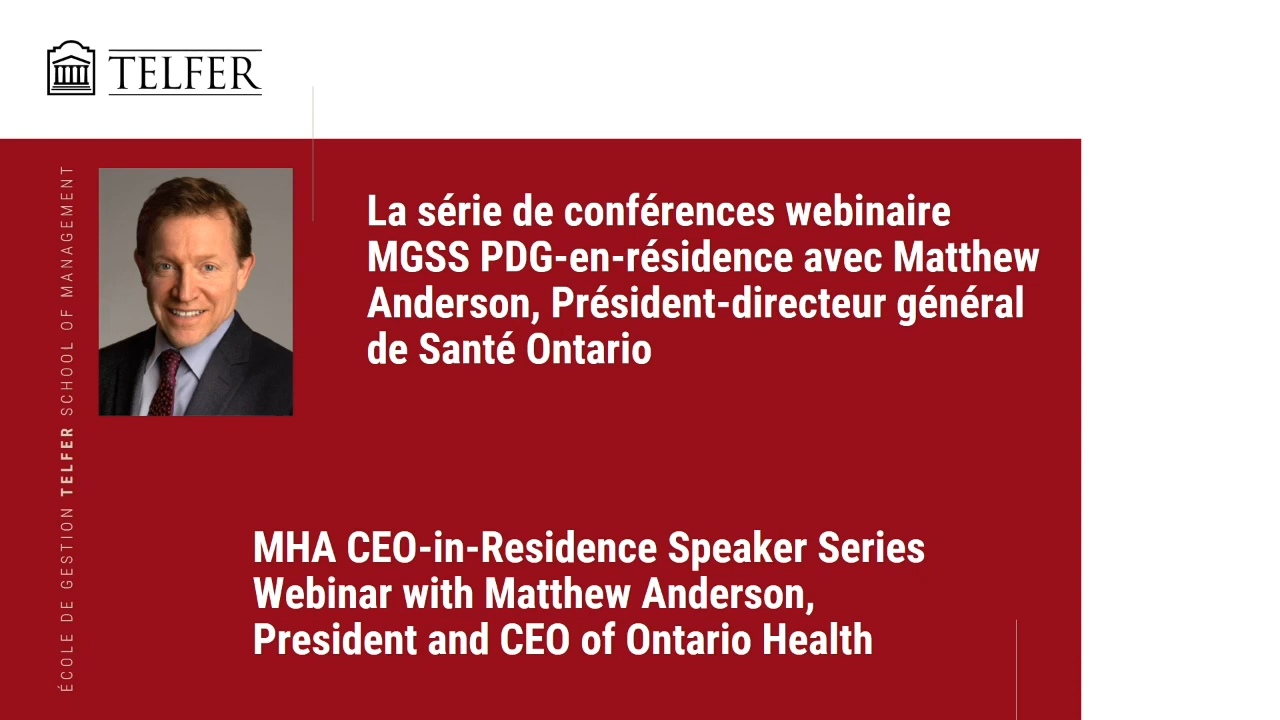 TELFER
ÉCOLE DE GESTION TELFER SCHOOL OF MANAGEMENT
La série de conférences webinaire
MGSS PDG-en-résidence avec Matthew
Anderson, Président-directeur général
de Santé Ontario
MHA CEO-in-Residence Speaker Series
Webinar with Matthew Anderson,
President and CEO of Ontario Health